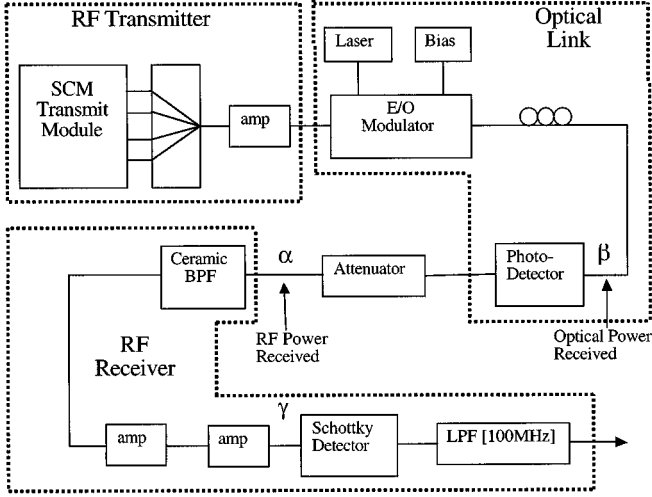 RF Transmitter
Optical
Link
SCM
Transmit
Module
amp
Laser
Bias
E/O
Modulator
Ceramic
BPF
α
Attenuator
Photo-
Detector
β
RF Power
Received
Optical Power
Received
RF
Receiver
γ
amp
amp
Schottky
Detector
LPF [100MHz]